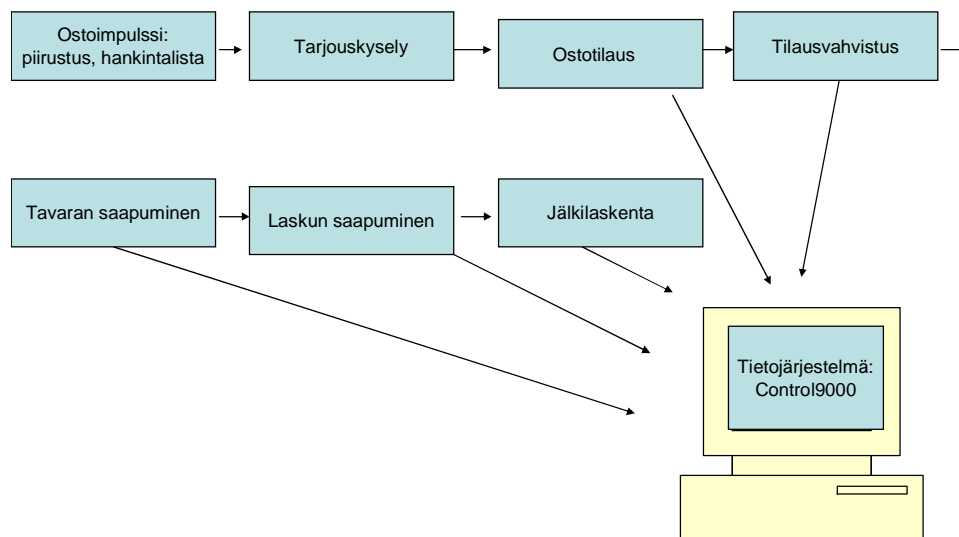 Ostoimpulssi:
piirustus, hankintalista
Tarjouskysely
Ostotilaus
Tilausvahvistus
Tavaran saapuminen
Laskun saapuminen
Jälkilaskenta
Tietojärjestelmä:
Control9000